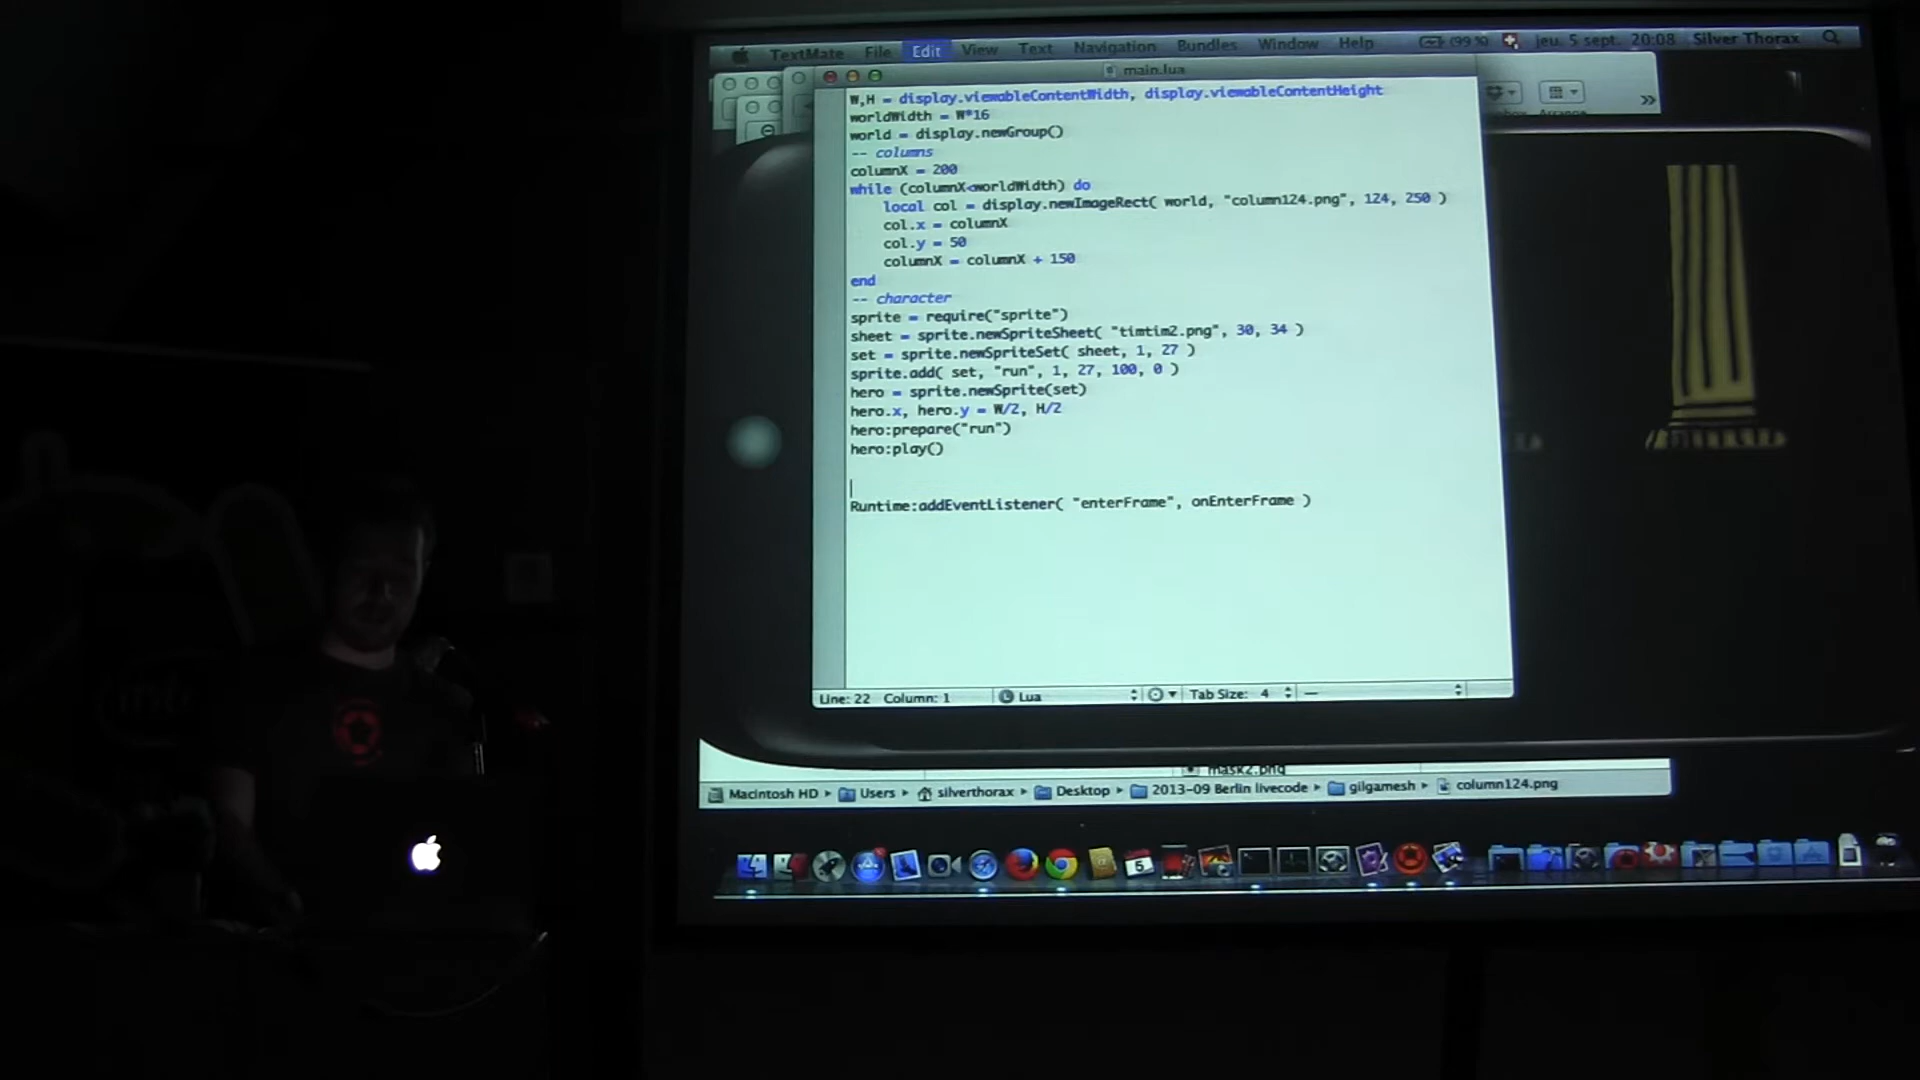 TextMate File Edit View Text Navigation Bundles Window Help (99 %) jeu. 5 sept. 20:08 Silver Thorax
main.lua
W,H = display.viewableContentWidth, display.viewableContentHeight
worldWidth = W*16
world = display.newGroup()
-- columns
columnX = 200
while (columnX<worldWidth) do
local col = display.newImageRect( world, "column124.png", 124, 250 )
col.x = columnX
col.y = 50
columnX = columnX + 150
end
-- character
sprite = require("sprite")
sheet = sprite.newSpriteSheet( "timtim2.png", 30, 34 )
set = sprite.newSpriteSet( sheet, 1, 27 )
sprite.add( set, "run", 1, 27, 100, 0 )
hero = sprite.newSprite(set)
hero.x, hero.y = W/2, H/2
hero:prepare("run")
hero:play()
Runtime:addEventListener( "enterFrame", onEnterFrame )
Line: 22 Column: 1 Lua Tab Size: 4 —
mask2.png
Macintosh HD ▸ Users ▸ silverthorax ▸ Desktop ▸ 2013-09 Berlin livecode ▸ gilgamesh ▸ column124.png
5